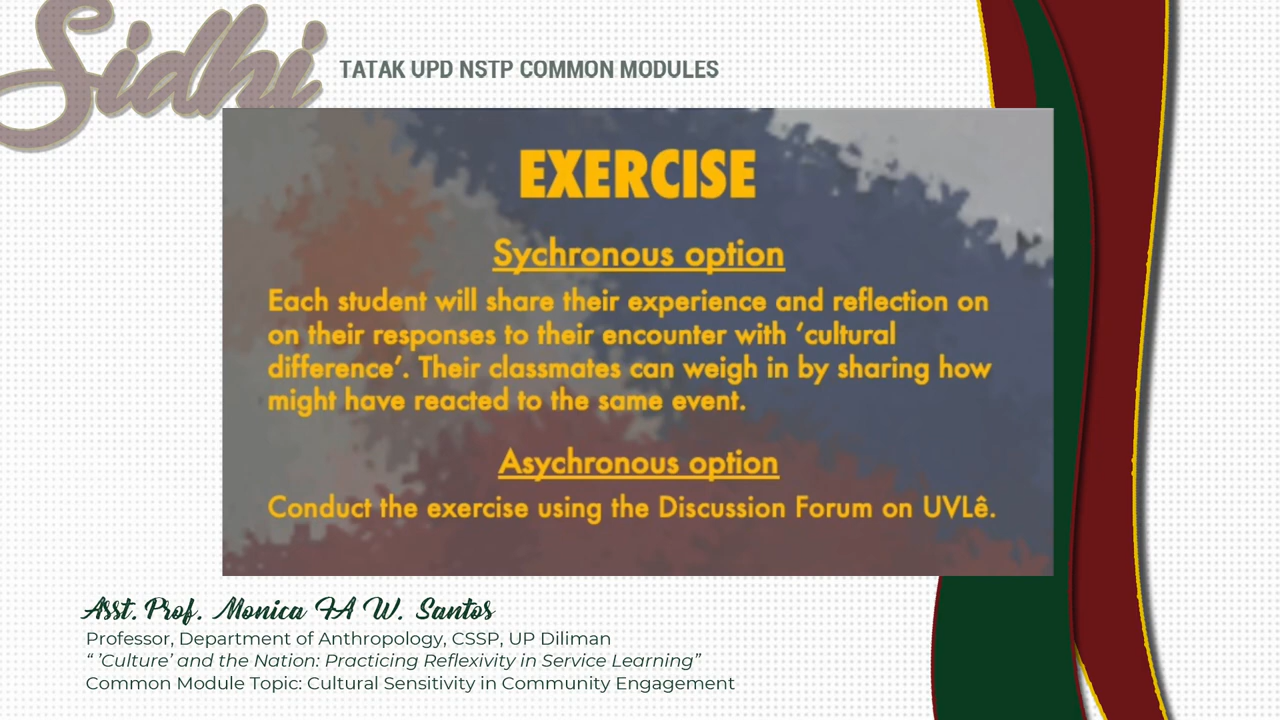 Sidhi
TATAK UPD NSTP COMMON MODULES
EXERCISE
Sychronous option
Each student will share their experience and reflection on
on their responses to their encounter with ‘cultural
difference’. Their classmates can weigh in by sharing how
might have reacted to the same event.
Asychronous option
Conduct the exercise using the Discussion Forum on UVLê.
Asst. Prof. Monica FA W. Santos
Professor, Department of Anthropology, CSSP, UP Diliman
“ ’Culture’ and the Nation: Practicing Reflexivity in Service Learning”
Common Module Topic: Cultural Sensitivity in Community Engagement